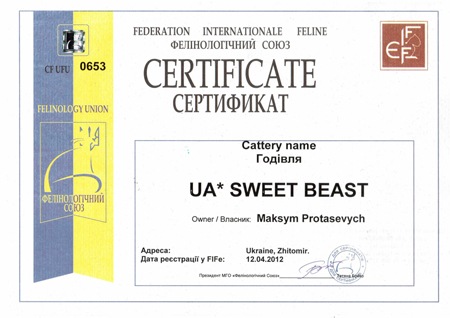 FEDERATION INTERNATIONALE FELINE
ФЕЛІНОЛОГІЧНИЙ СОЮЗ
CF UFU 0653
FIFE
CERTIFICATE
СЕРТИФИКАТ
FELINOLOGY UNION
ФЕЛІНОЛОГІЧНИЙ
СОЮЗ
Cattery name
Годівля
UA* SWEET BEAST
Owner / Власник: Maksym Protasevych
Адреса: Ukraine, Zhitomir.
Дата реєстрації у FIFe: 12.04.2012
Президент МГО «Фелінологічний Союз»